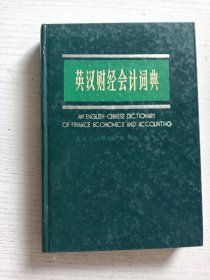 英汉财经会计词典
AN ENGLISH-CHINESE DICTIONARY
OF FINANCE ECONOMICS AND ACCOUNTING